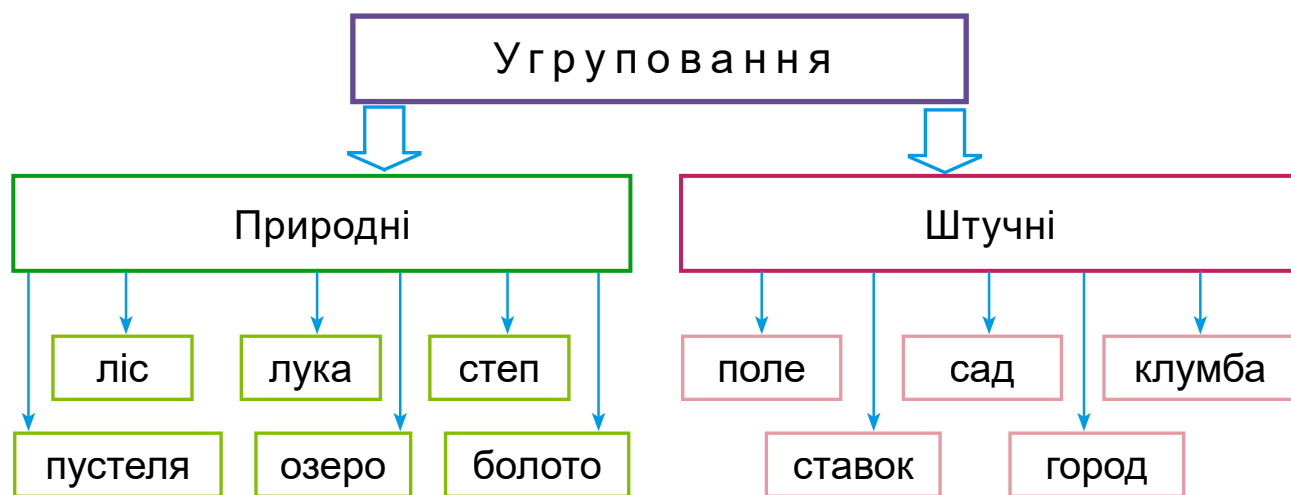 Угруповання
Природні
Штучні
ліс
лука
степ
поле
сад
клумба
пустеля
озеро
болото
ставок
город